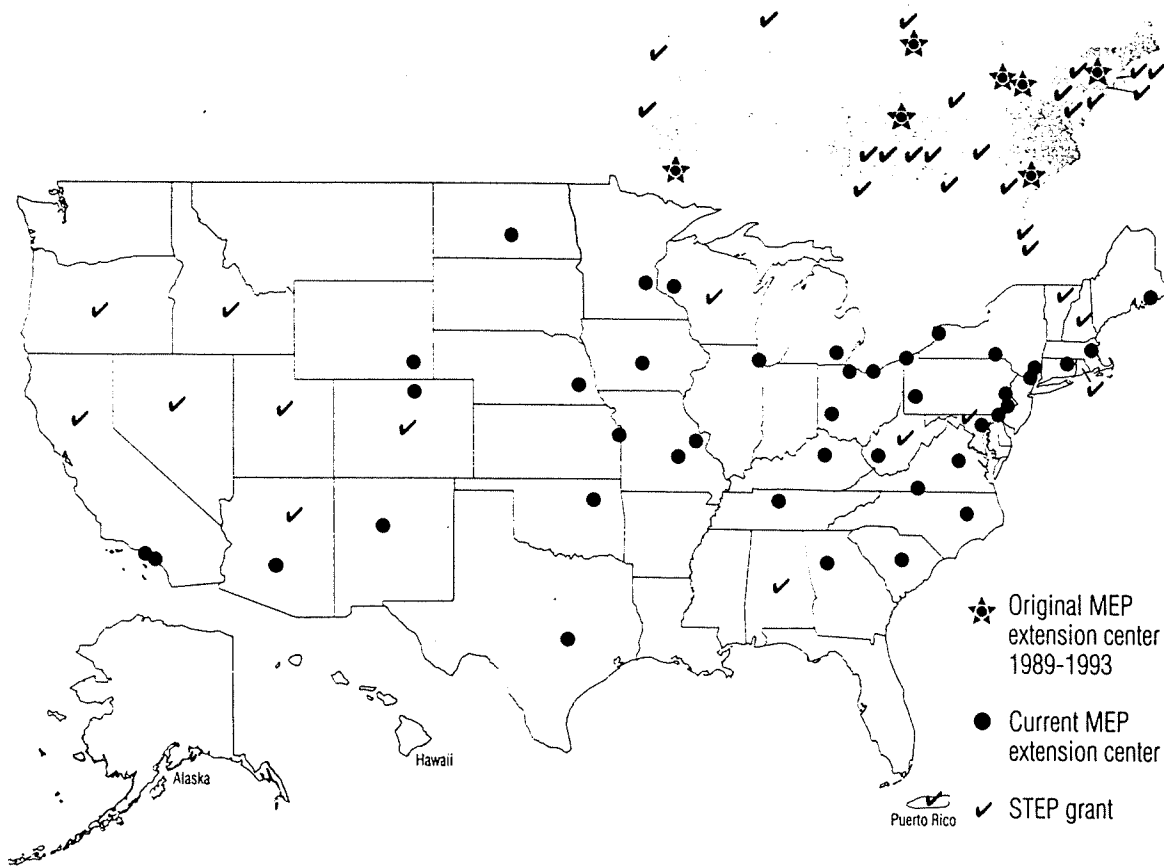 Original MEP
extension center
1989-1993
Current MEP
extension center
Hawaii
Alaska
Puerto Rico
STEP grant